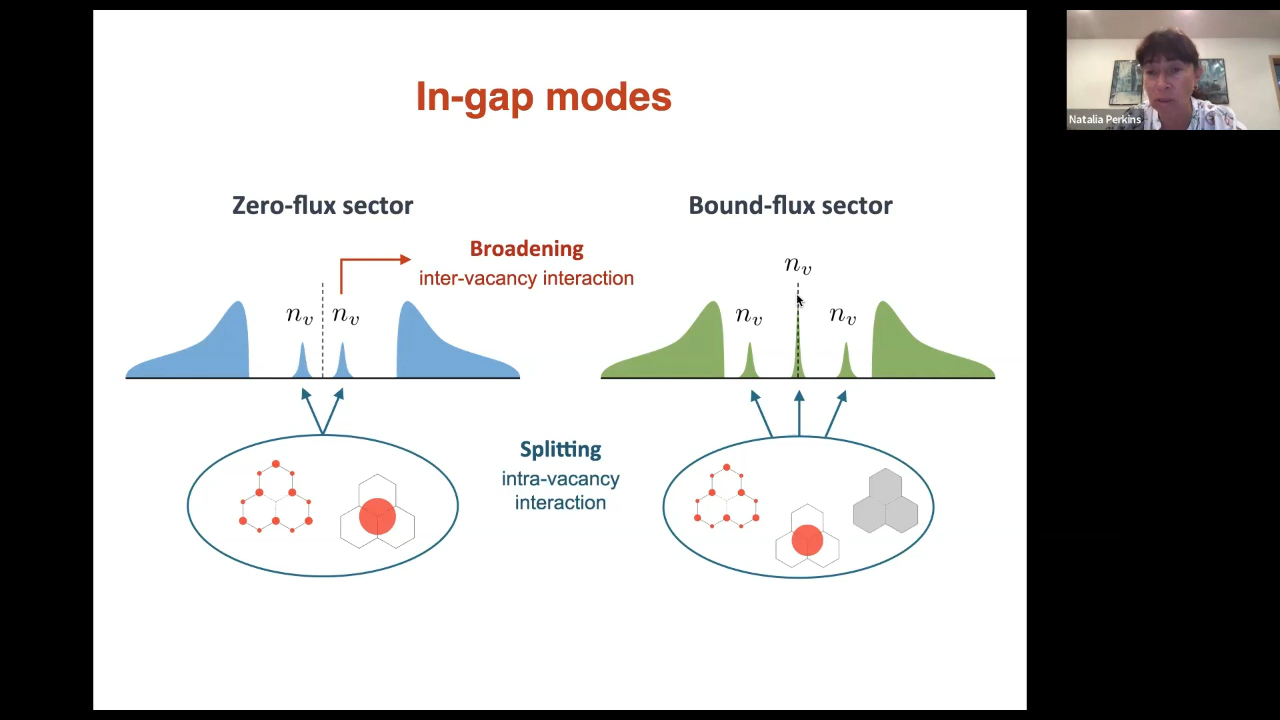 In-gap modes
Zero-flux sector
Bound-flux sector
Broadening
inter-vacancy interaction
n_v
n_v
n_v
n_v
n_v
Splitting
intra-vacancy
interaction
Natalia Perkins